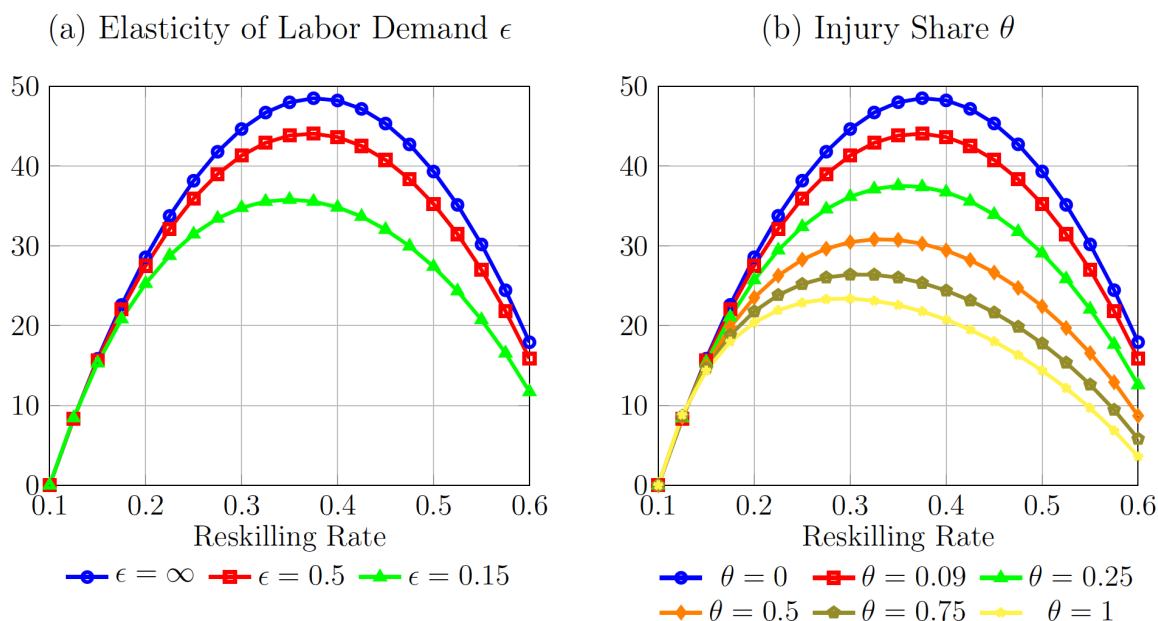 (a) Elasticity of Labor Demand ϵ
50
40
30
20
10
0
0.1 0.2 0.3 0.4 0.5 0.6
Reskilling Rate
ϵ = ∞ ϵ = 0.5 ϵ = 0.15
(b) Injury Share θ
50
40
30
20
10
0
0.1 0.2 0.3 0.4 0.5 0.6
Reskilling Rate
θ = 0 θ = 0.09 θ = 0.25
θ = 0.5 θ = 0.75 θ = 1